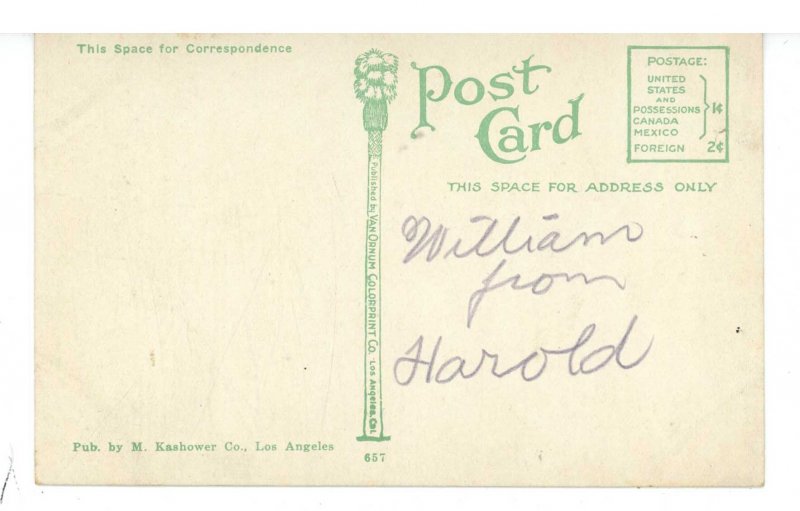 This Space for Correspondence
Post
Card
POSTAGE:
UNITED
STATES
AND
POSSESSIONS
CANADA
MEXICO
1¢
FOREIGN 2¢
THIS SPACE FOR ADDRESS ONLY
Published by VAN ORNUM COLORPRINT CO. LOS ANGELES, CAL.
William
from
Harold
Pub. by M. Kashower Co., Los Angeles
657